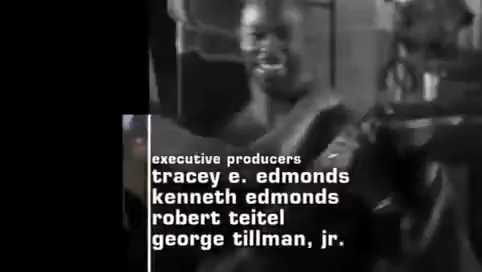 executive producers
tracey e. edmonds
kenneth edmonds
robert teitel
george tillman, jr.